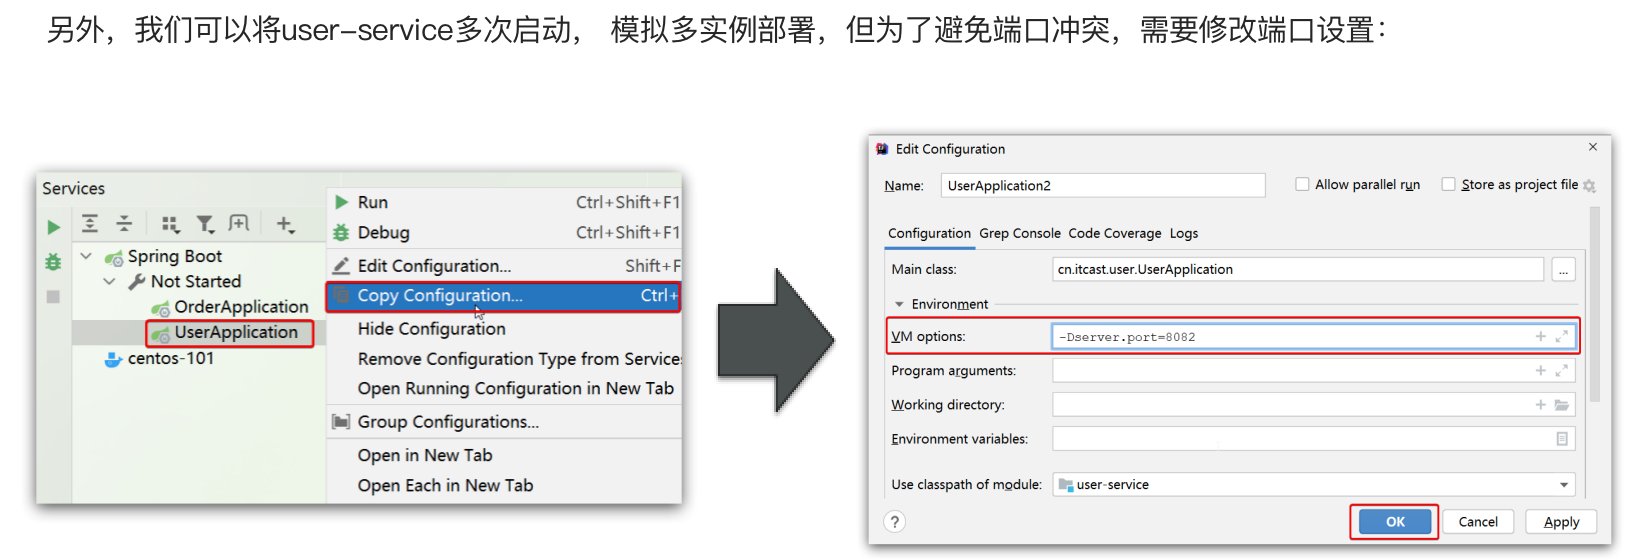 另外，我们可以将user-service多次启动， 模拟多实例部署，但为了避免端口冲突，需要修改端口设置：
Services
Spring Boot
Not Started
OrderApplication
UserApplication
centos-101
Run Ctrl+Shift+F1
Debug Ctrl+Shift+F1
Edit Configuration... Shift+F
Copy Configuration... Ctrl+
Hide Configuration
Remove Configuration Type from Services
Open Running Configuration in New Tab
Group Configurations...
Open in New Tab
Open Each in New Tab
Edit Configuration
Name: UserApplication2 Allow parallel run Store as project file
Configuration Grep Console Code Coverage Logs
Main class: cn.itcast.user.UserApplication ...
Environment
VM options: -Dserver.port=8082
Program arguments:
Working directory:
Environment variables:
Use classpath of module: user-service
? OK Cancel Apply